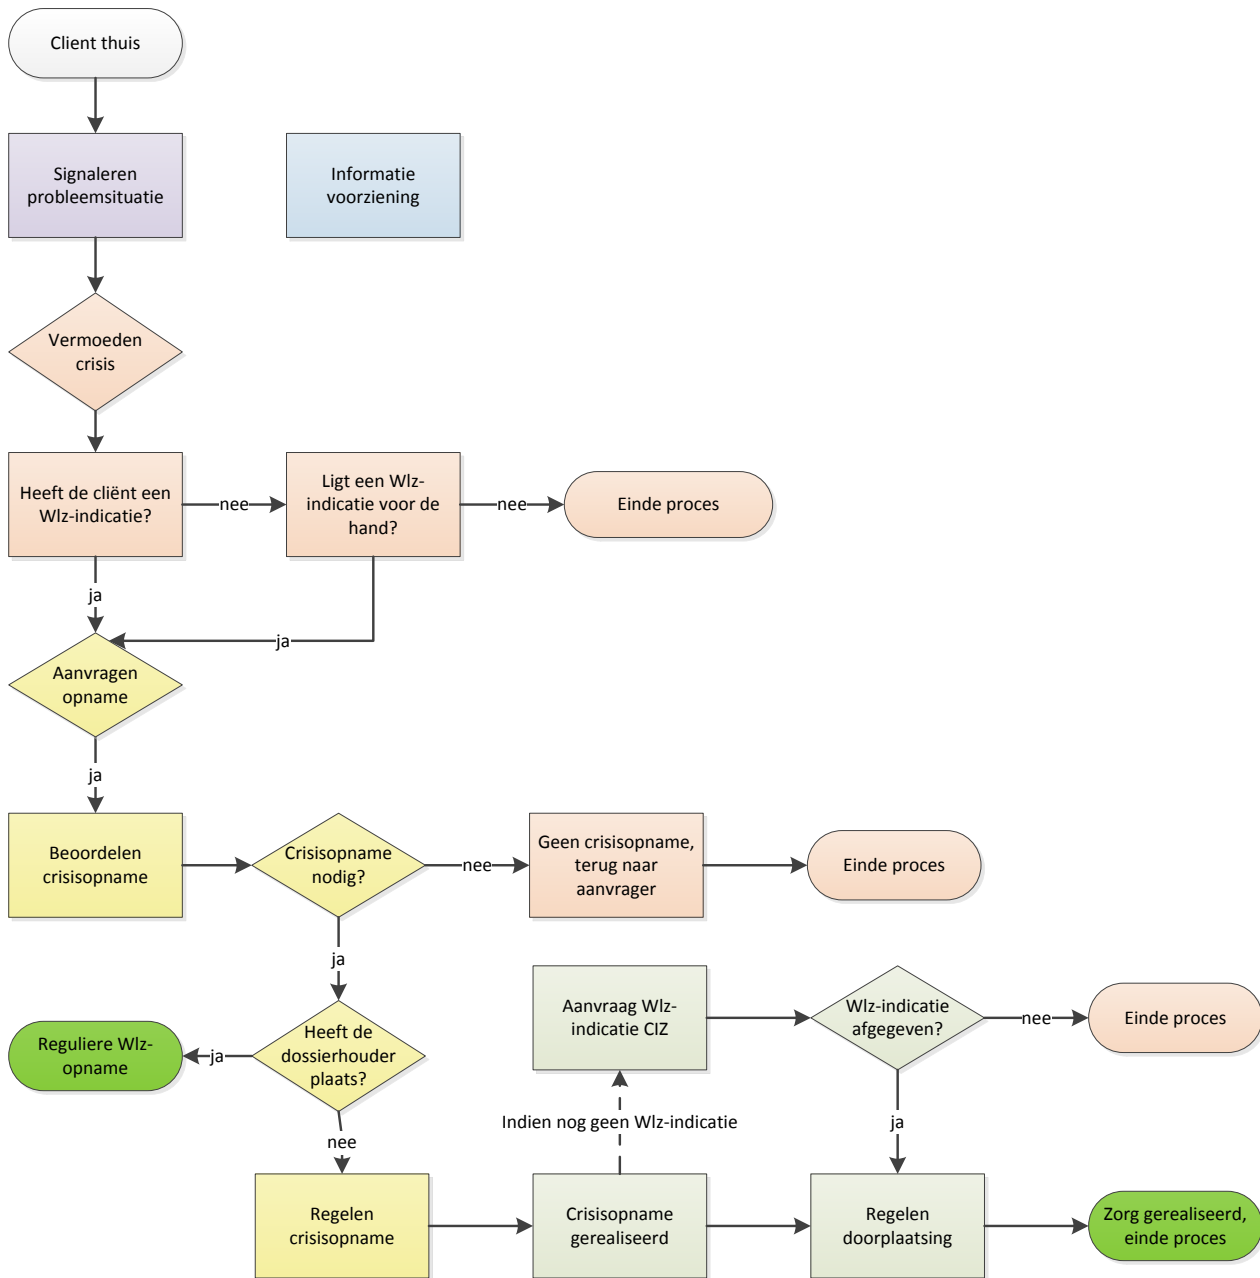 Client thuis
Signaleren
probleemsituatie
Informatie
voorziening
Vermoeden
crisis
Heeft de cliënt een
Wlz-indicatie?
nee
Ligt een Wlz-
indicatie voor de
hand?
nee
Einde proces
ja
ja
Aanvragen
opname
ja
Beoordelen
crisisopname
Crisisopname
nodig?
nee
Geen crisisopname,
terug naar
aanvrager
Einde proces
ja
Aanvraag Wlz-
indicatie CIZ
Wlz-indicatie
afgegeven?
nee
Einde proces
Reguliere Wlz-
opname
ja
Heeft de
dossierhouder
plaats?
Indien nog geen Wlz-indicatie
ja
nee
Regelen
crisisopname
Crisisopname
gerealiseerd
Regelen
doorplaatsing
Zorg gerealiseerd,
einde proces